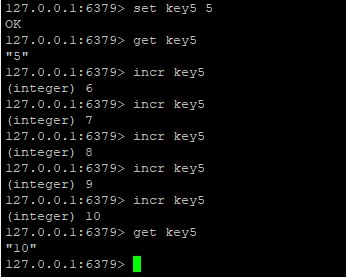 127.0.0.1:6379> set key5 5
OK
127.0.0.1:6379> get key5
"5"
127.0.0.1:6379> incr key5
(integer) 6
127.0.0.1:6379> incr key5
(integer) 7
127.0.0.1:6379> incr key5
(integer) 8
127.0.0.1:6379> incr key5
(integer) 9
127.0.0.1:6379> incr key5
(integer) 10
127.0.0.1:6379> get key5
"10"
127.0.0.1:6379>